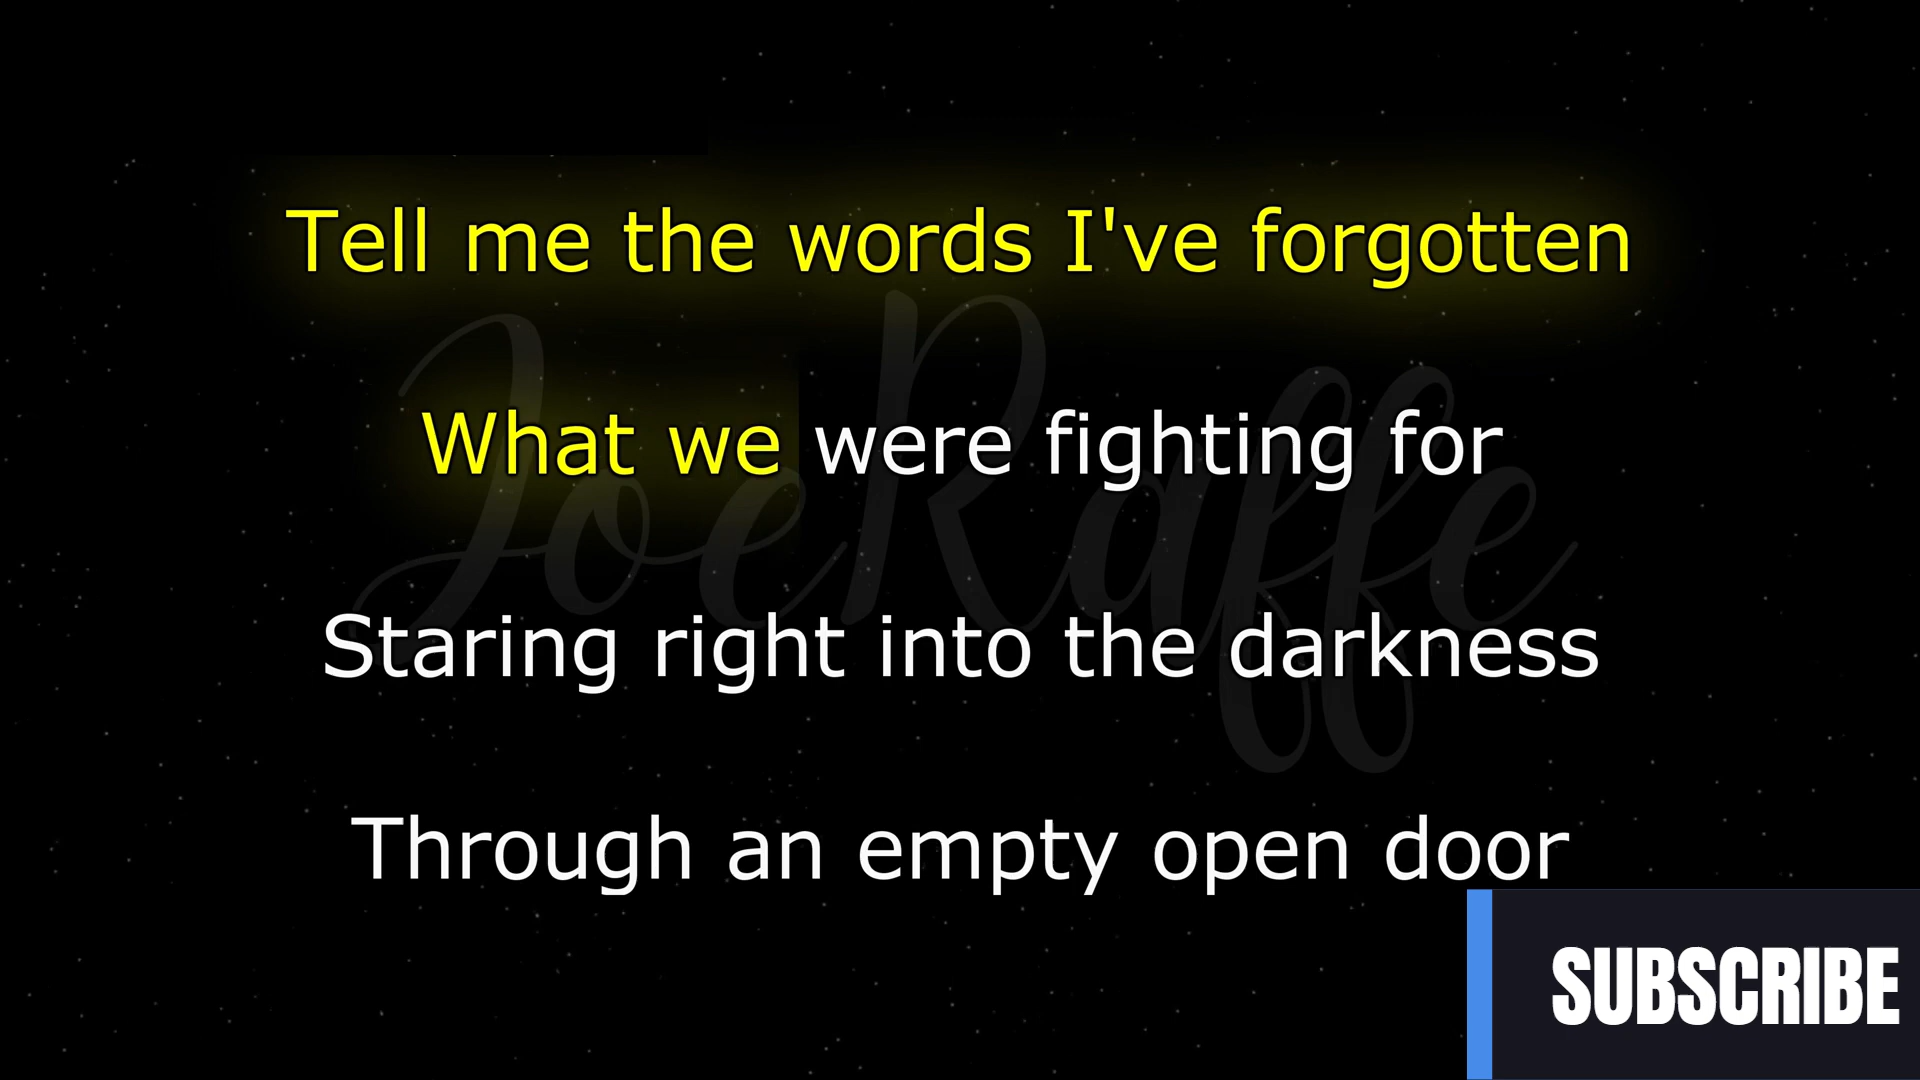 Tell me the words I've forgotten
What we were fighting for
JoeRaffe
Staring right into the darkness
Through an empty open door
SUBSCRIBE